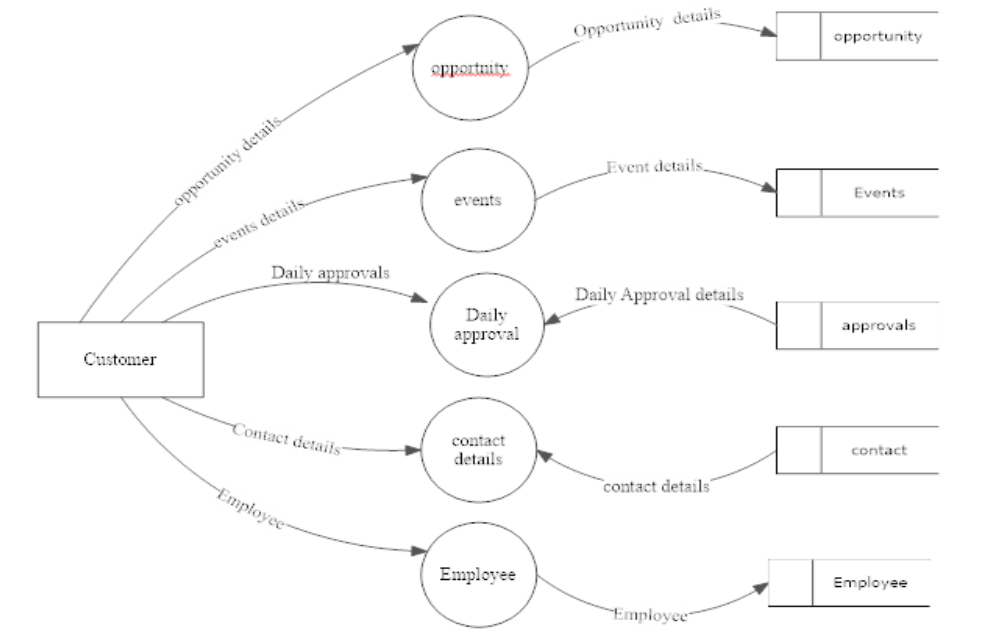 Opportunity details
opportunity
opportnity
opportunity details
Event details
Events
events
events details
Daily approvals
Daily Approval details
Daily
approval
approvals
Customer
Contact details
contact
details
contact
contact details
Employee
Employee
Employee
Employee